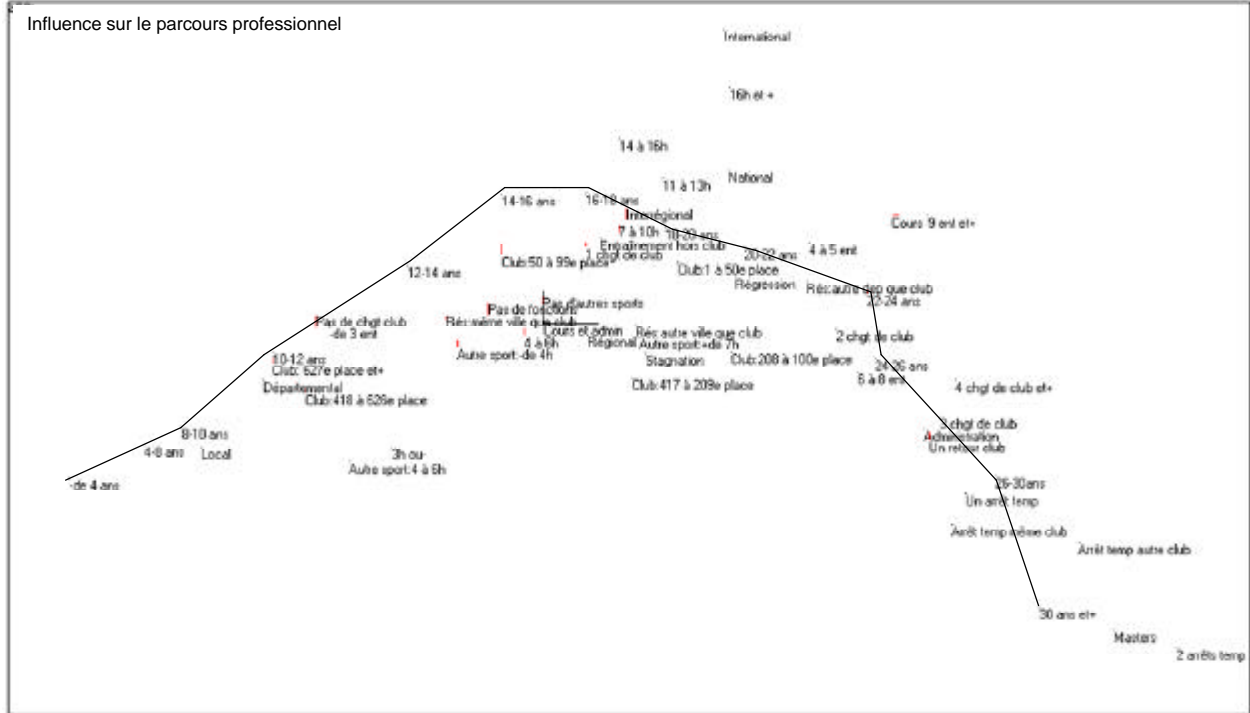 Influence sur le parcours professionnel
International
16h et +
14 à 16h
National
11 à 13h
14-16 ans
16-18 ans
Interrégional
Cours 9 ent et+
7 à 10h
18-20 ans
Entraînement hors club
4 à 5 ent
1 chgt de club
20-22 ans
Club:50 à 99e place
Club:1 à 50e place
12-14 ans
Régression
Rés:autre dep que club
22-24 ans
Pas d'autres sports
Pas de fonctions
Pas de chgt club
Rés:même ville que club
-de 3 ent
Cours et admin
Rés:autre ville que club
2 chgt de club
4 à 6h
Régional
Autre sport:+de 7h
Autre sport:-de 4h
10-12 ans
Stagnation
Club:208 à 100e place
24-26 ans
Club: 627e place et+
6 à 8 ent
Départemental
Club:417 à 209e place
4 chgt de club et+
Club:418 à 626e place
3 chgt de club
8-10 ans
Administration
Un retour club
4-8 ans
Local
3h ou-
Autre sport:4 à 6h
-de 4 ans
26-30ans
Un arrêt temp
Arrêt temp même club
Arrêt temp autre club
30 ans et+
Masters
2 arrêts temp